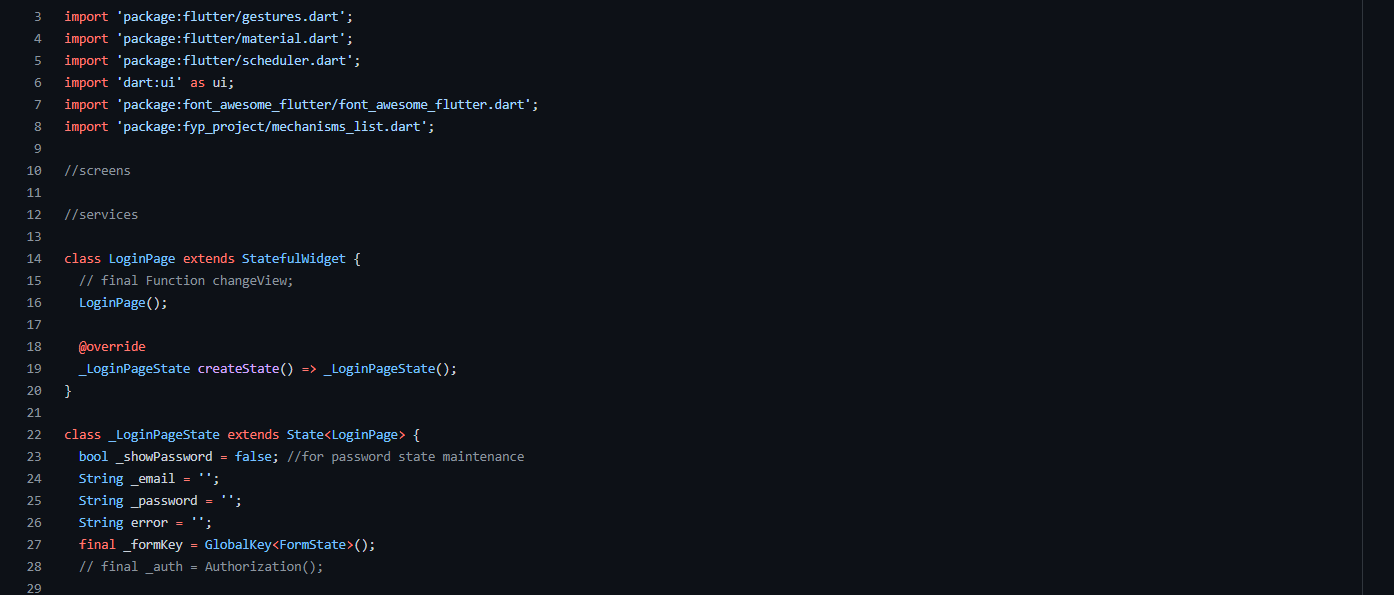 3 import 'package:flutter/gestures.dart';
4 import 'package:flutter/material.dart';
5 import 'package:flutter/scheduler.dart';
6 import 'dart:ui' as ui;
7 import 'package:font_awesome_flutter/font_awesome_flutter.dart';
8 import 'package:fyp_project/mechanisms_list.dart';
9
10 //screens
11
12 //services
13
14 class LoginPage extends StatefulWidget {
15   // final Function changeView;
16   LoginPage();
17
18   @override
19   _LoginPageState createState() => _LoginPageState();
20 }
21
22 class _LoginPageState extends State<LoginPage> {
23   bool _showPassword = false; //for password state maintenance
24   String _email = '';
25   String _password = '';
26   String error = '';
27   final _formKey = GlobalKey<FormState>();
28   // final _auth = Authorization();
29